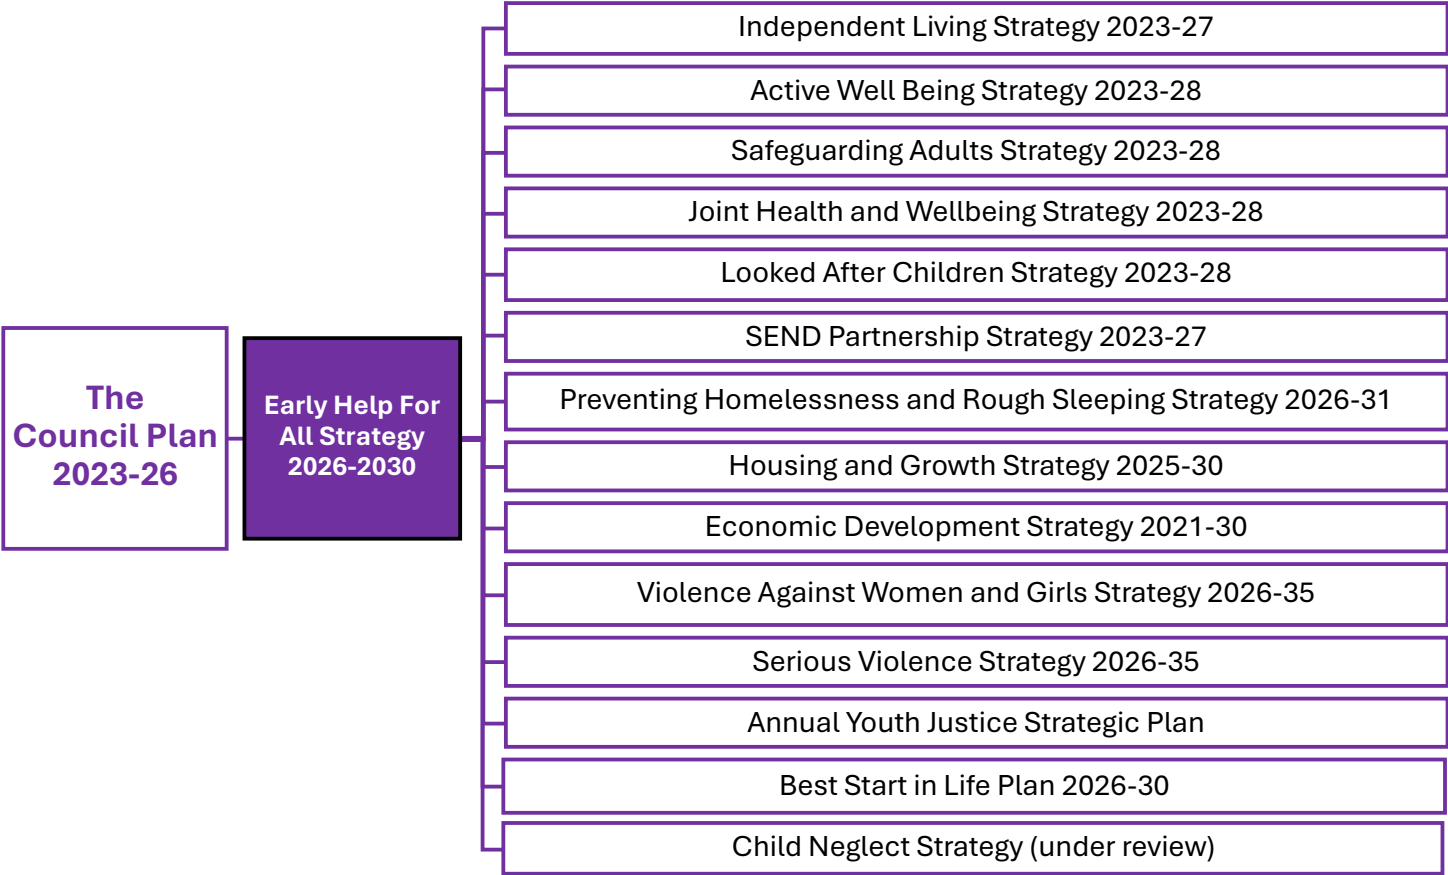 The
Council Plan
2023-26
Early Help For
All Strategy
2026-2030
Independent Living Strategy 2023-27
Active Well Being Strategy 2023-28
Safeguarding Adults Strategy 2023-28
Joint Health and Wellbeing Strategy 2023-28
Looked After Children Strategy 2023-28
SEND Partnership Strategy 2023-27
Preventing Homelessness and Rough Sleeping Strategy 2026-31
Housing and Growth Strategy 2025-30
Economic Development Strategy 2021-30
Violence Against Women and Girls Strategy 2026-35
Serious Violence Strategy 2026-35
Annual Youth Justice Strategic Plan
Best Start in Life Plan 2026-30
Child Neglect Strategy (under review)